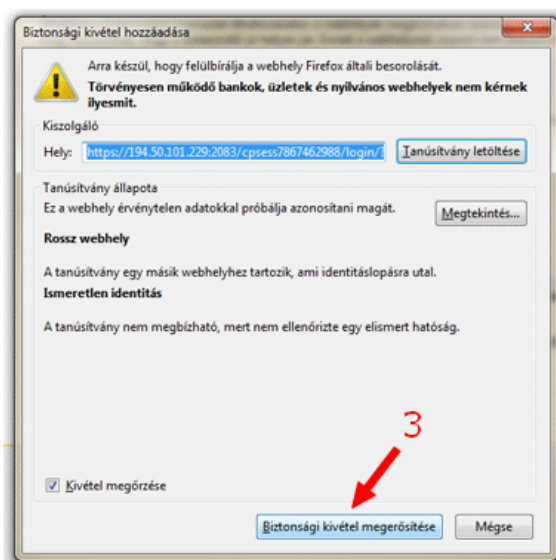 Biztonsági kivétel hozzáadása
Arra készül, hogy felülbírálja a webhely Firefox általi besorolását.
Törvényesen működő bankok, üzletek és nyilvános webhelyek nem kérnek
ilyesmit.
Kiszolgáló
Hely: https://194.50.101.229:2083/cpsess7867462988/login/? Tanúsítvány letöltése
Tanúsítvány állapota
Ez a webhely érvénytelen adatokkal próbálja azonosítani magát. Megtekintés...
Rossz webhely
A tanúsítvány egy másik webhelyhez tartozik, ami identitáslopásra utal.
Ismeretlen identitás
A tanúsítvány nem megbízható, mert nem ellenőrizte egy elismert hatóság.
3
Kivétel megőrzése
Biztonsági kivétel megerősítése Mégse